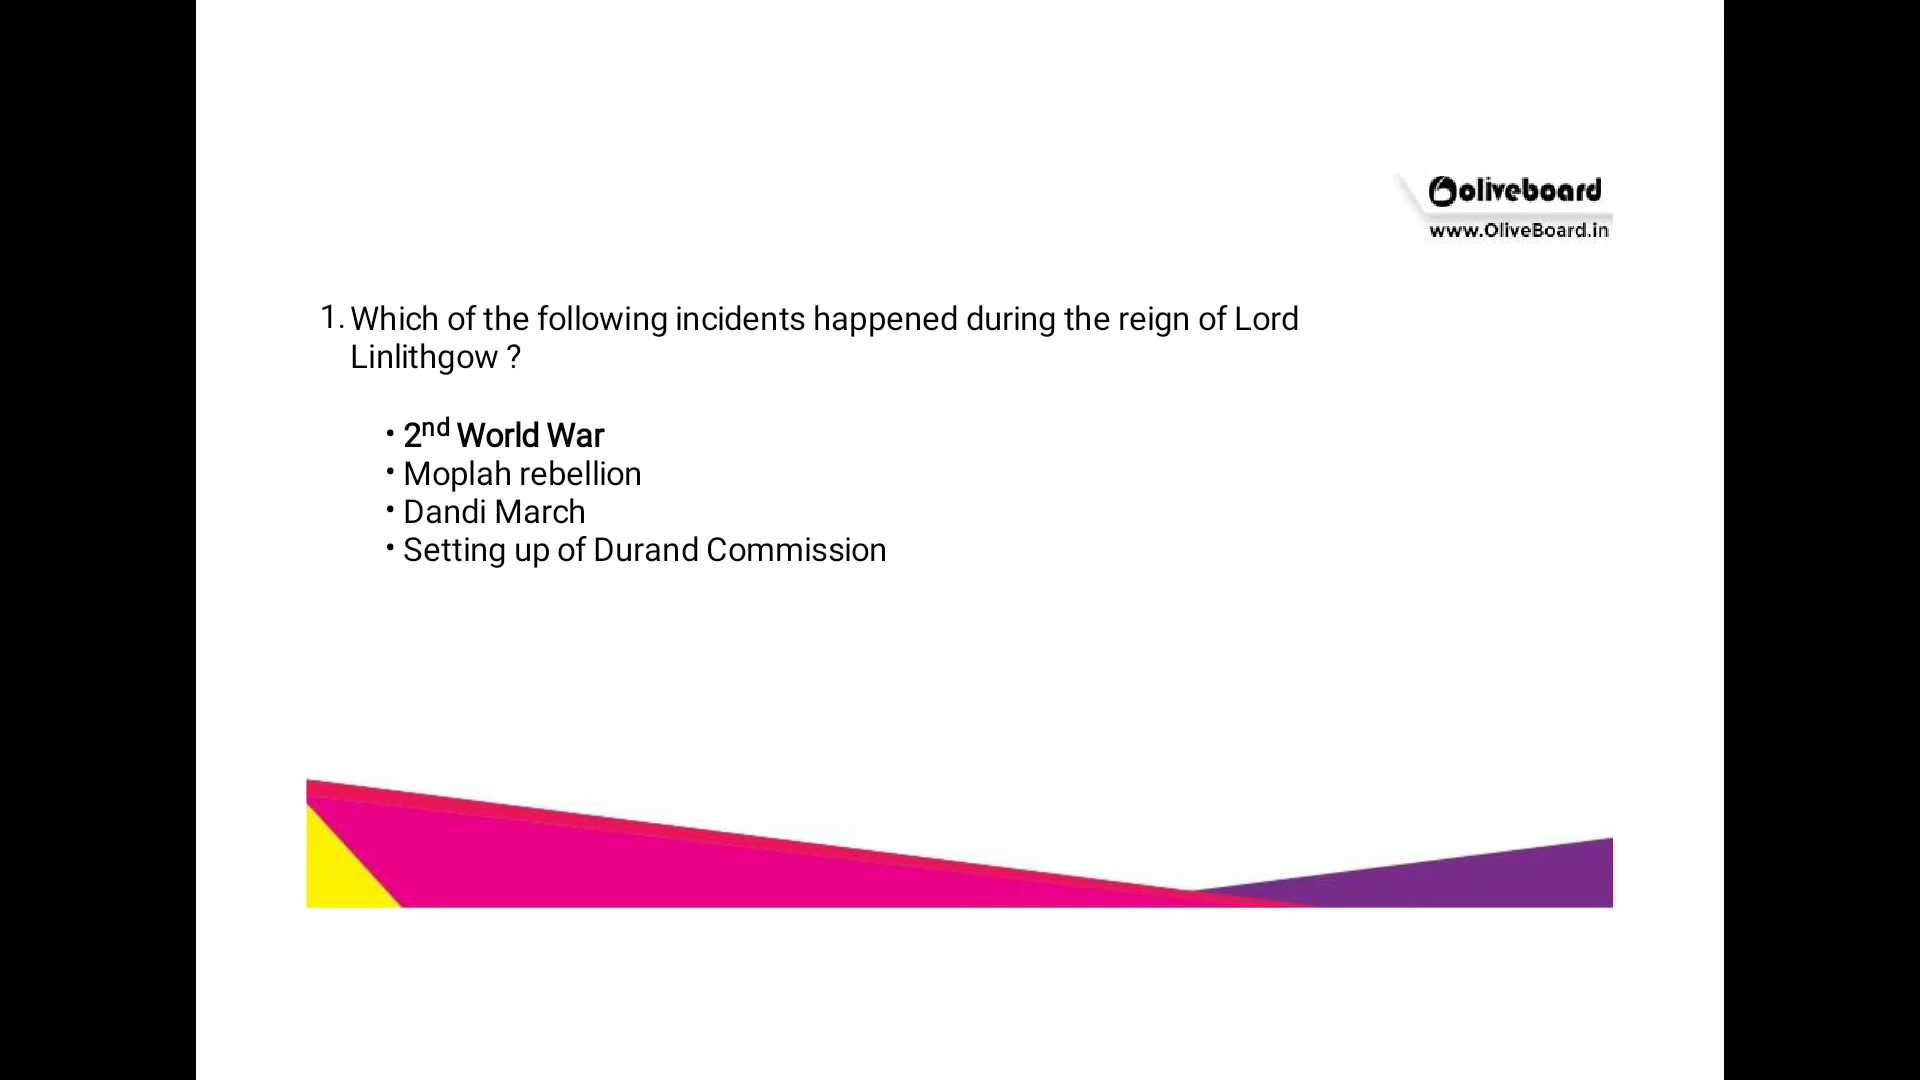 oliveboard
www.OliveBoard.in
1. Which of the following incidents happened during the reign of Lord
Linlithgow ?
• 2nd World War
• Moplah rebellion
• Dandi March
• Setting up of Durand Commission